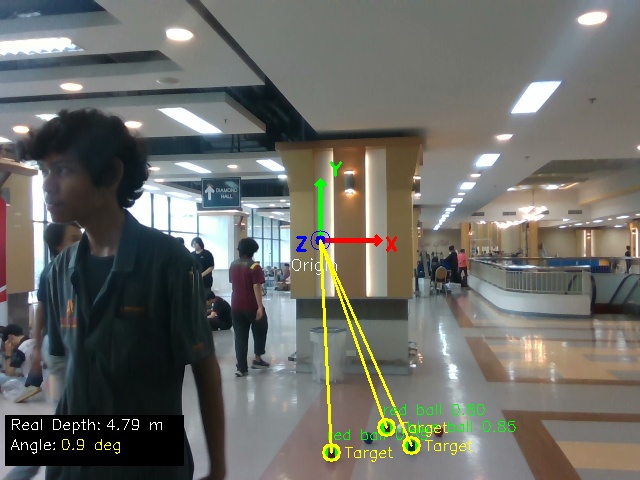 DIAMOND
HALL
Y
Z
X
Origin
red ball 0.80
Target
ball 0.85
red ball
Target
Target
Real Depth: 4.79 m
Angle: 0.9 deg